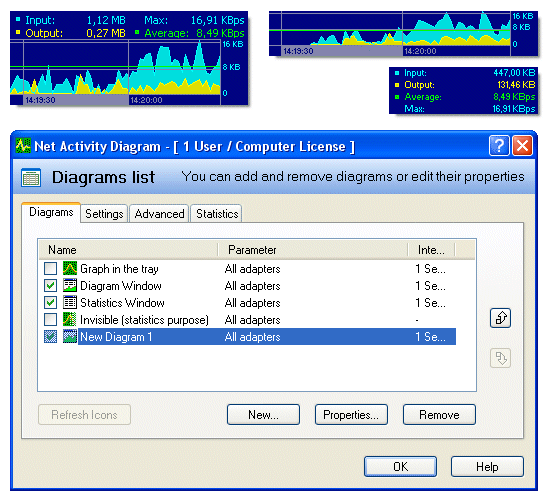 Input: 1,12 MB Max: 16,91 KBps
Output: 0,27 MB Average: 8,49 KBps
16 KB
8 KB
0
14:19:30 14:20:00
16 KB
8 KB
0
14:19:30 14:20:00
Input: 447,00 KB
Output: 131,46 KB
Average: 8,49 KBps
Max: 16,91 KBps
Net Activity Diagram - [ 1 User / Computer License ]
Diagrams list You can add and remove diagrams or edit their properties
Diagrams Settings Advanced Statistics
Name Parameter Inte...
Graph in the tray All adapters 1 Se...
Diagram Window All adapters 1 Se...
Statistics Window All adapters 1 Se...
Invisible (statistics purpose) All adapters -
New Diagram 1 All adapters 1 Se...
Refresh Icons New... Properties... Remove
OK Help